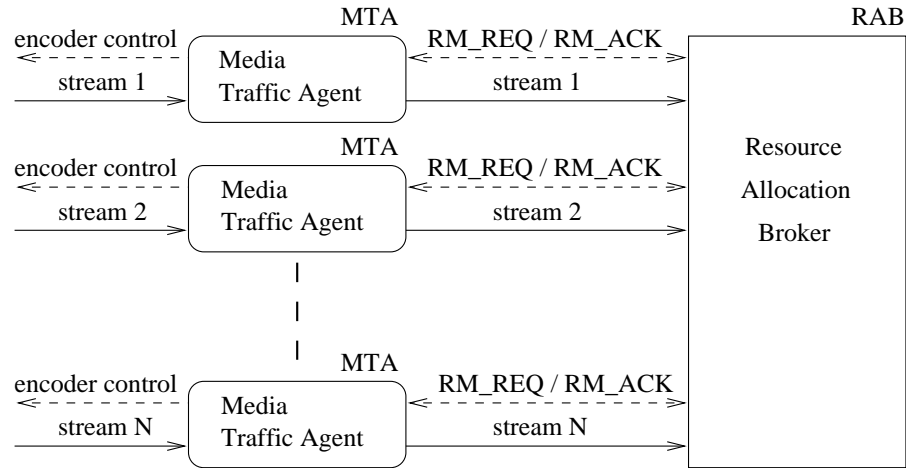 MTA
RAB
encoder control
RM_REQ / RM_ACK
Media
Traffic Agent
stream 1
stream 1
MTA
encoder control
RM_REQ / RM_ACK
Media
Traffic Agent
stream 2
stream 2
Resource
Allocation
Broker
MTA
encoder control
RM_REQ / RM_ACK
Media
Traffic Agent
stream N
stream N